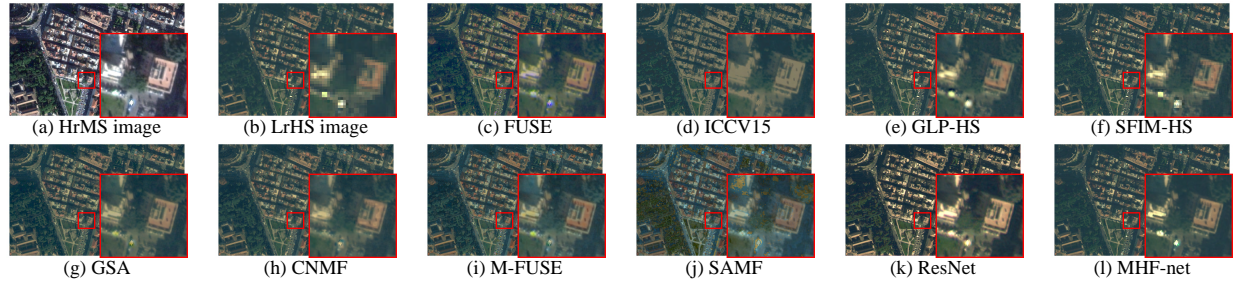 (a) HrMS image (b) LrHS image (c) FUSE (d) ICCV15 (e) GLP-HS (f) SFIM-HS
(g) GSA (h) CNMF (i) M-FUSE (j) SAMF (k) ResNet (l) MHF-net